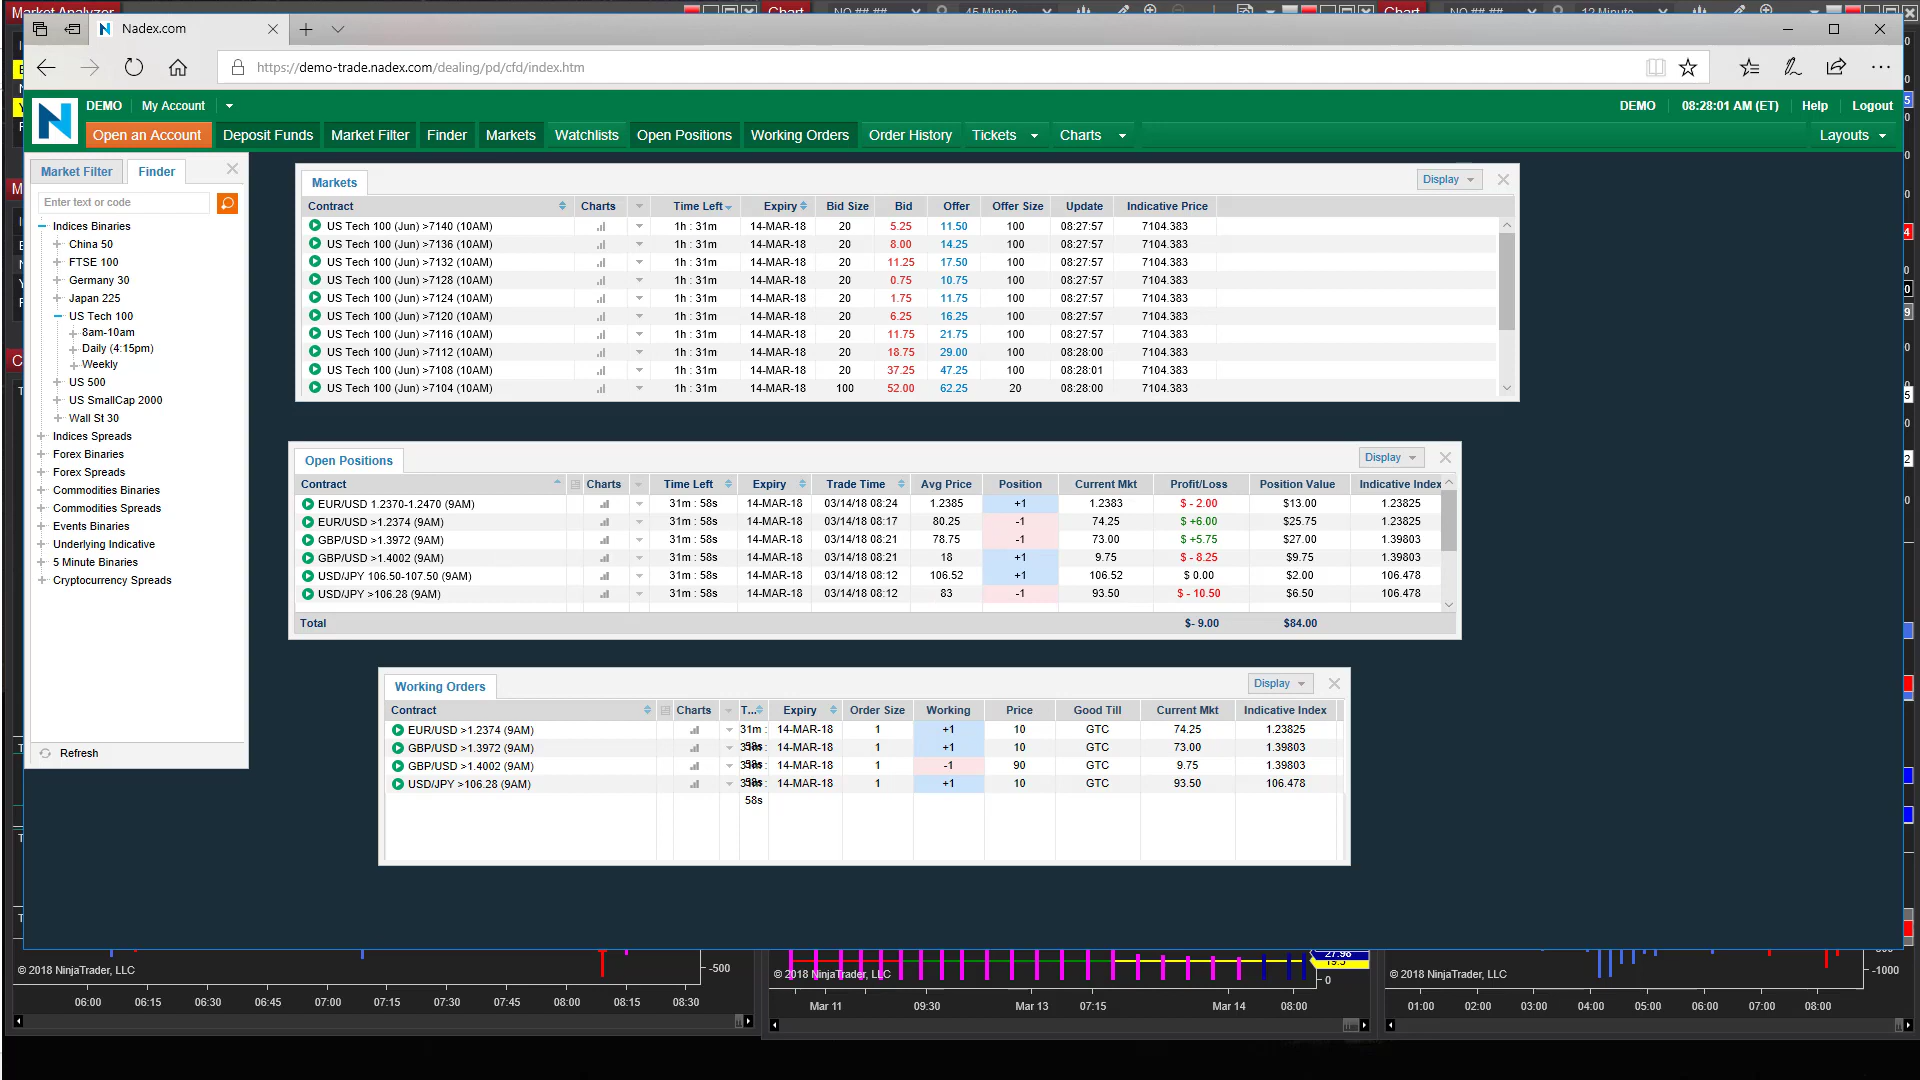 Market Analyzer
Chart
NQ ##-##
45 Minute
Chart
NQ ##-##
12 Minute
Nadex.com
https://demo-trade.nadex.com/dealing/pd/cfd/index.htm
DEMO My Account
DEMO 08:28:01 AM (ET) Help Logout
Open an Account Deposit Funds Market Filter Finder Markets Watchlists Open Positions Working Orders Order History Tickets Charts Layouts
Market Filter Finder
Enter text or code
Indices Binaries
China 50
FTSE 100
Germany 30
Japan 225
US Tech 100
8am-10am
Daily (4:15pm)
Weekly
US 500
US SmallCap 2000
Wall St 30
Indices Spreads
Forex Binaries
Forex Spreads
Commodities Binaries
Commodities Spreads
Events Binaries
Underlying Indicative
5 Minute Binaries
Cryptocurrency Spreads
Refresh
Markets Display
Contract Charts Time Left Expiry Bid Size Bid Offer Offer Size Update Indicative Price
US Tech 100 (Jun) >7140 (10AM) 1h : 31m 14-MAR-18 20 5.25 11.50 100 08:27:57 7104.383
US Tech 100 (Jun) >7136 (10AM) 1h : 31m 14-MAR-18 20 8.00 14.25 100 08:27:57 7104.383
US Tech 100 (Jun) >7132 (10AM) 1h : 31m 14-MAR-18 20 11.25 17.50 100 08:27:57 7104.383
US Tech 100 (Jun) >7128 (10AM) 1h : 31m 14-MAR-18 20 0.75 10.75 100 08:27:57 7104.383
US Tech 100 (Jun) >7124 (10AM) 1h : 31m 14-MAR-18 20 1.75 11.75 100 08:27:57 7104.383
US Tech 100 (Jun) >7120 (10AM) 1h : 31m 14-MAR-18 20 6.25 16.25 100 08:27:57 7104.383
US Tech 100 (Jun) >7116 (10AM) 1h : 31m 14-MAR-18 20 11.75 21.75 100 08:27:57 7104.383
US Tech 100 (Jun) >7112 (10AM) 1h : 31m 14-MAR-18 20 18.75 29.00 100 08:28:00 7104.383
US Tech 100 (Jun) >7108 (10AM) 1h : 31m 14-MAR-18 20 37.25 47.25 100 08:28:01 7104.383
US Tech 100 (Jun) >7104 (10AM) 1h : 31m 14-MAR-18 100 52.00 62.25 20 08:28:00 7104.383
Open Positions Display
Contract Charts Time Left Expiry Trade Time Avg Price Position Current Mkt Profit/Loss Position Value Indicative Index
EUR/USD 1.2370-1.2470 (9AM) 31m : 58s 14-MAR-18 03/14/18 08:24 1.2385 +1 1.2383 $ - 2.00 $13.00 1.23825
EUR/USD >1.2374 (9AM) 31m : 58s 14-MAR-18 03/14/18 08:17 80.25 -1 74.25 $ +6.00 $25.75 1.23825
GBP/USD >1.3972 (9AM) 31m : 58s 14-MAR-18 03/14/18 08:21 78.75 -1 73.00 $ +5.75 $27.00 1.39803
GBP/USD >1.4002 (9AM) 31m : 58s 14-MAR-18 03/14/18 08:21 18 +1 9.75 $ - 8.25 $9.75 1.39803
USD/JPY 106.50-107.50 (9AM) 31m : 58s 14-MAR-18 03/14/18 08:12 106.52 +1 106.52 $ 0.00 $2.00 106.478
USD/JPY >106.28 (9AM) 31m : 58s 14-MAR-18 03/14/18 08:12 83 -1 93.50 $ - 10.50 $6.50 106.478
Total $- 9.00 $84.00
Working Orders Display
Contract Charts T... Expiry Order Size Working Price Good Till Current Mkt Indicative Index
EUR/USD >1.2374 (9AM) 31m : 14-MAR-18 1 +1 10 GTC 74.25 1.23825
GBP/USD >1.3972 (9AM) 14-MAR-18 1 +1 10 GTC 73.00 1.39803
GBP/USD >1.4002 (9AM) 14-MAR-18 1 -1 90 GTC 9.75 1.39803
USD/JPY >106.28 (9AM) 14-MAR-18 1 +1 10 GTC 93.50 106.478
58s
© 2018 NinjaTrader, LLC
-500
06:00 06:15 06:30 06:45 07:00 07:15 07:30 07:45 08:00 08:15 08:30
© 2018 NinjaTrader, LLC
27.98
19.5
0
Mar 11 09:30 Mar 13 07:15 Mar 14 08:00
© 2018 NinjaTrader, LLC
-1000
01:00 02:00 03:00 04:00 05:00 06:00 07:00 08:00